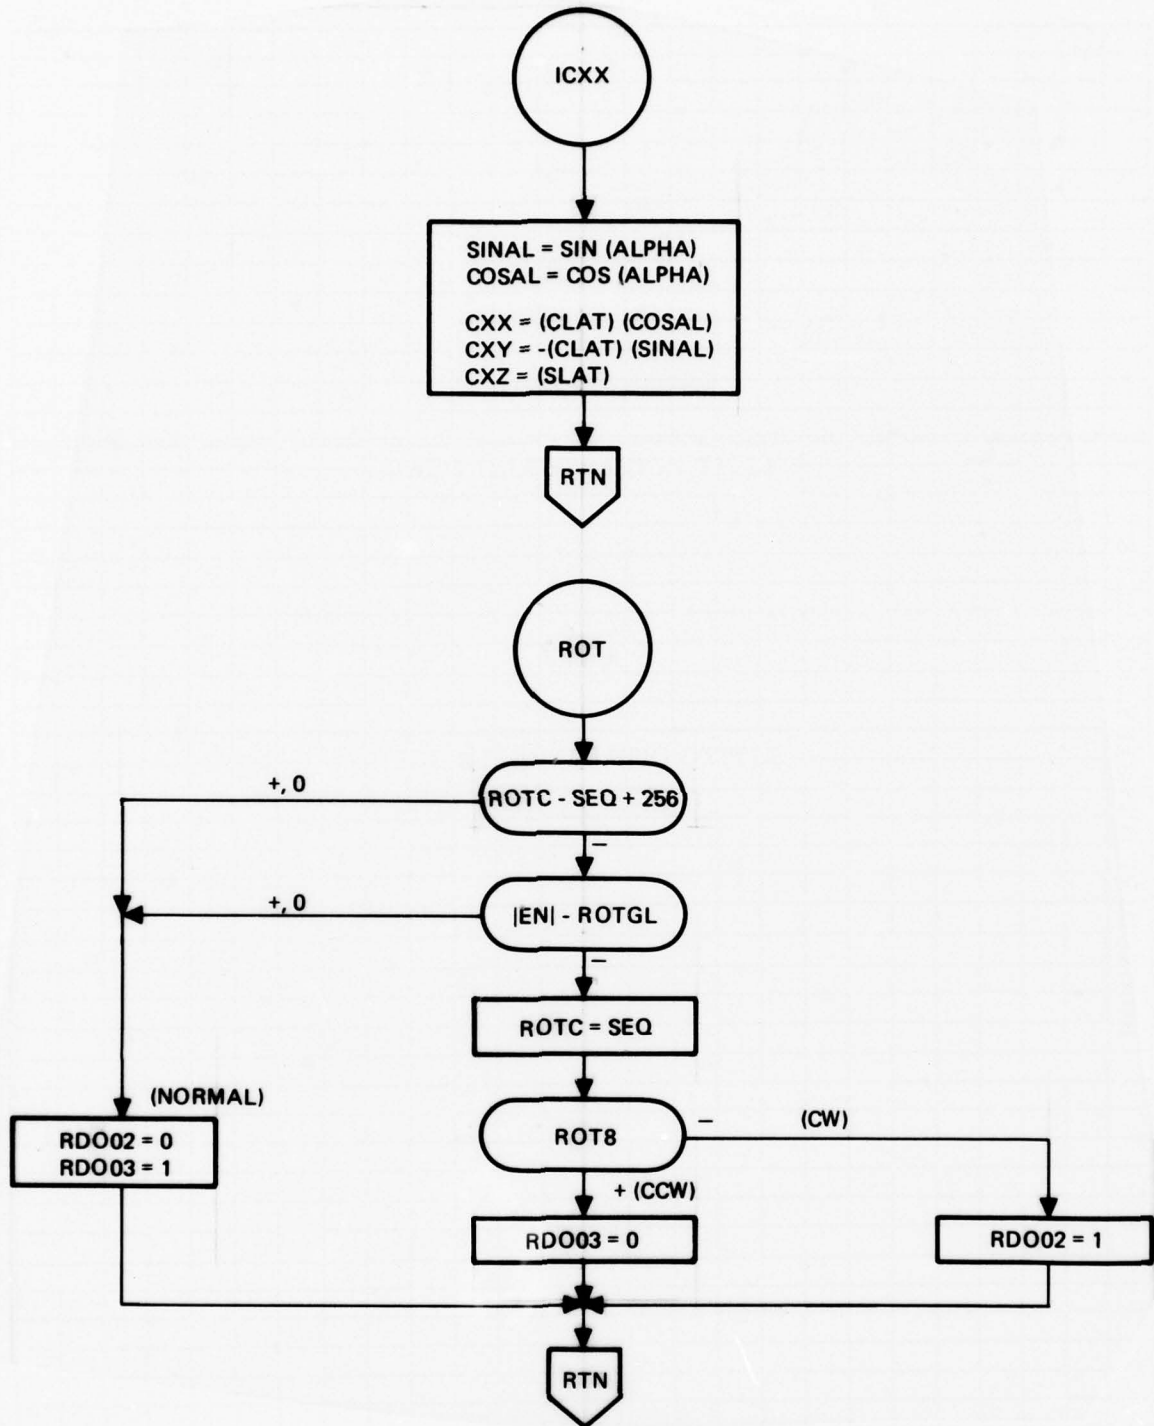 ICXX
SINAL = SIN (ALPHA)
COSAL = COS (ALPHA)
CXX = (CLAT) (COSAL)
CXY = -(CLAT) (SINAL)
CXZ = (SLAT)
RTN
ROT
+, 0
ROTC - SEQ + 256
−
+, 0
|EN| - ROTGL
−
ROTC = SEQ
(NORMAL)
RDO02 = 0
RDO03 = 1
ROT8
− (CW)
+ (CCW)
RDO03 = 0
RDO02 = 1
RTN